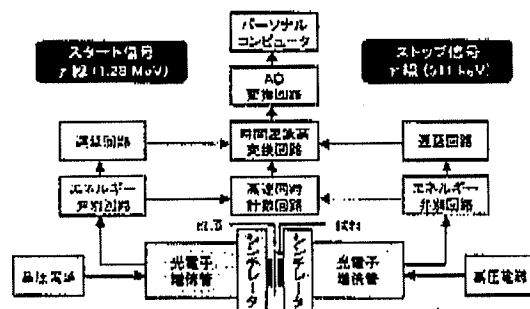 パーソナル
コンピュータ
スタート信号
γ線 (1.28 MeV)
ストップ信号
γ線 (511 keV)
AD
変換回路
遅延回路
変換回路
遅延回路
エネルギー
弁別回路
高速同時
計数回路
エネルギー
弁別回路
線源
試料
光電子
増倍管
シンチレータ
シンチレータ
光電子
増倍管
高圧電源
高圧電源